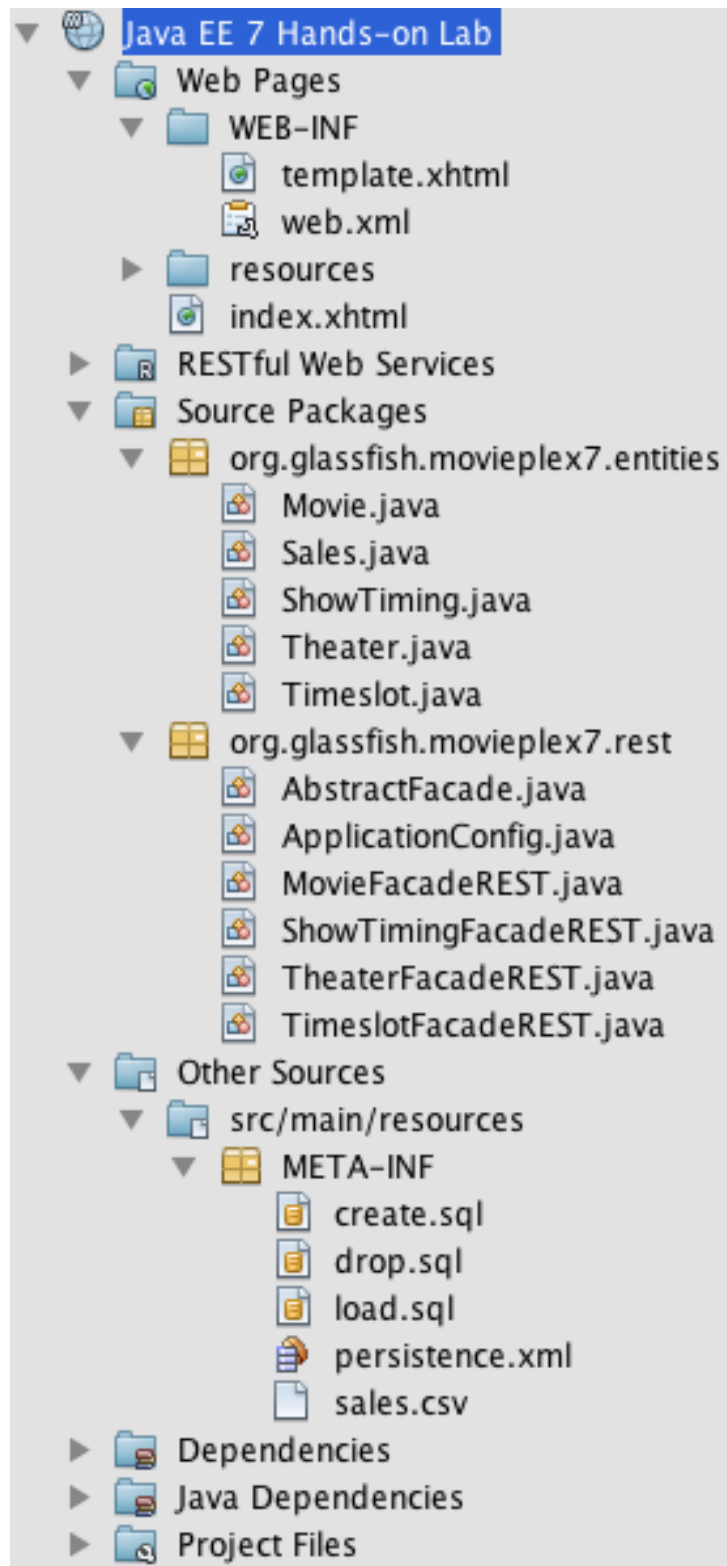 Java EE 7 Hands-on Lab
Web Pages
WEB-INF
template.xhtml
web.xml
resources
index.xhtml
RESTful Web Services
Source Packages
org.glassfish.movieplex7.entities
Movie.java
Sales.java
ShowTiming.java
Theater.java
Timeslot.java
org.glassfish.movieplex7.rest
AbstractFacade.java
ApplicationConfig.java
MovieFacadeREST.java
ShowTimingFacadeREST.java
TheaterFacadeREST.java
TimeslotFacadeREST.java
Other Sources
src/main/resources
META-INF
create.sql
drop.sql
load.sql
persistence.xml
sales.csv
Dependencies
Java Dependencies
Project Files